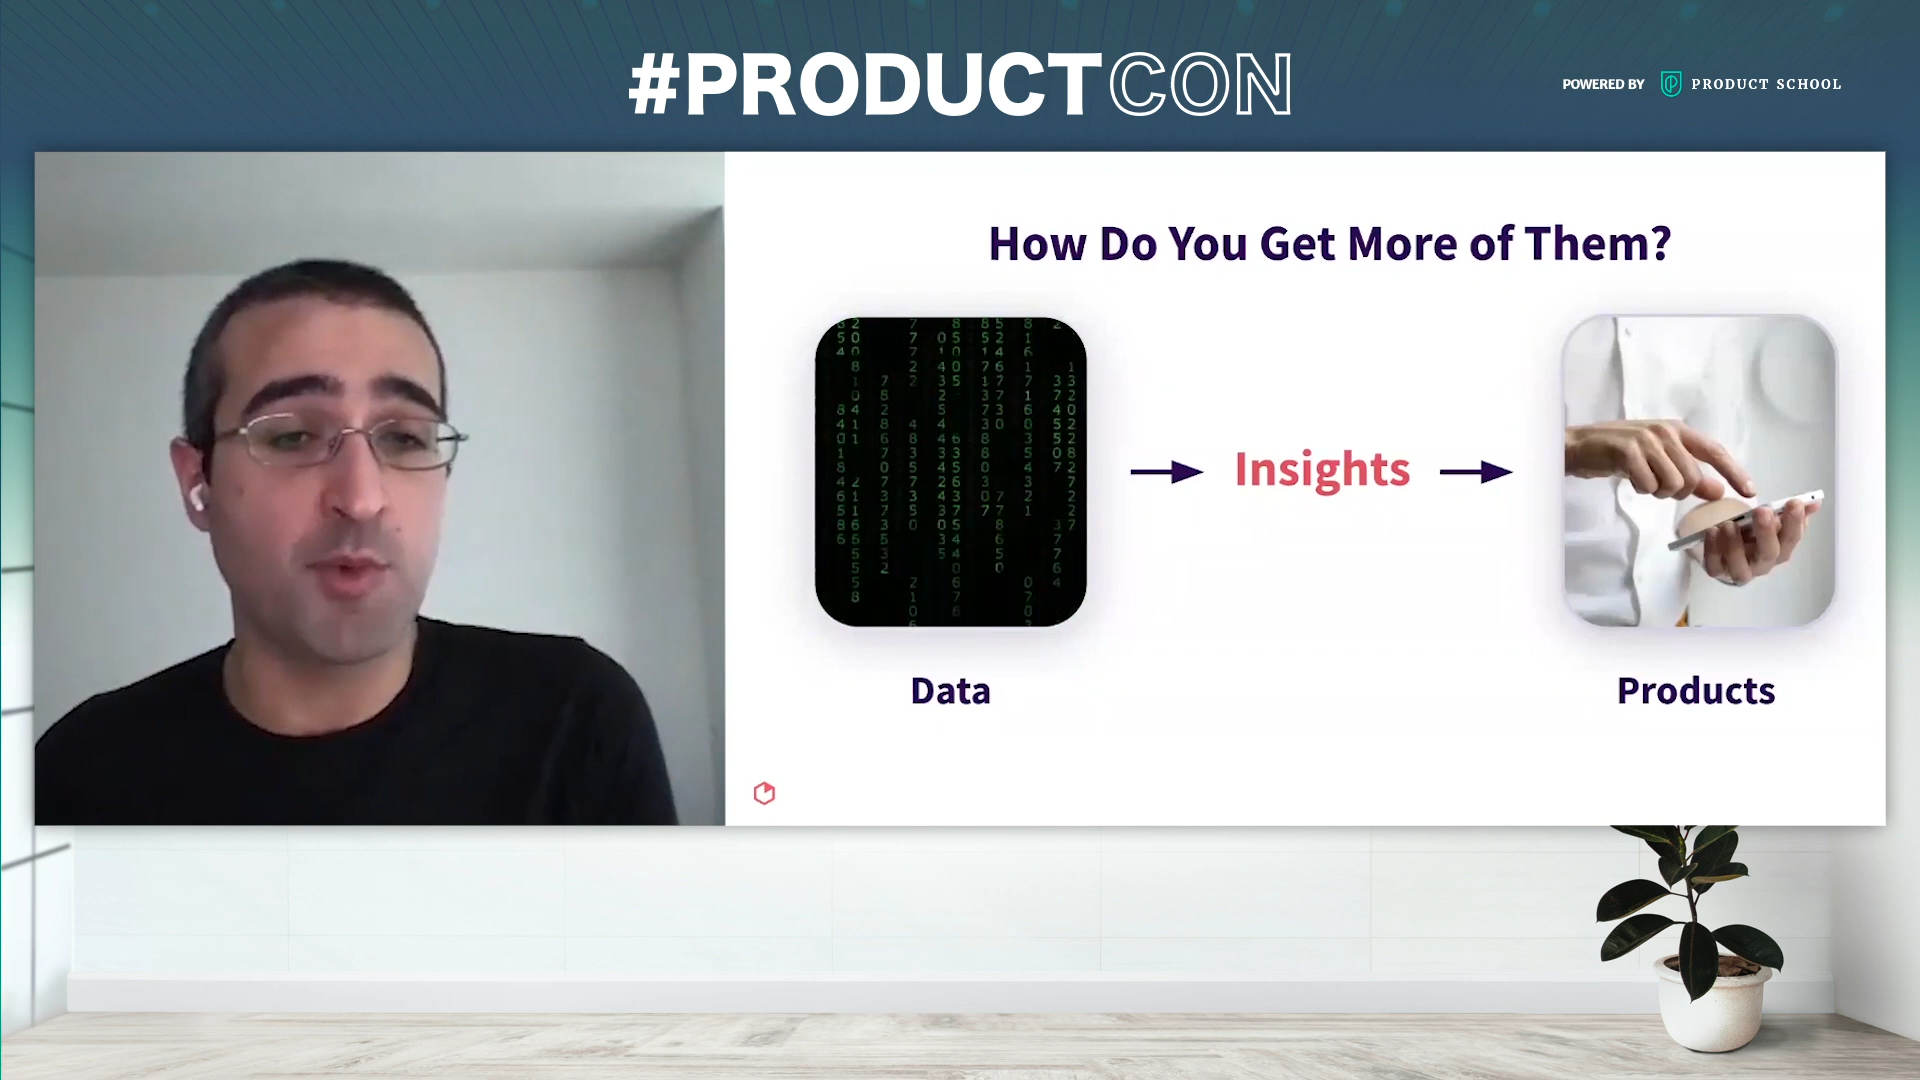 #PRODUCTCON
POWERED BY PRODUCT SCHOOL
How Do You Get More of Them?
Insights
Data
Products